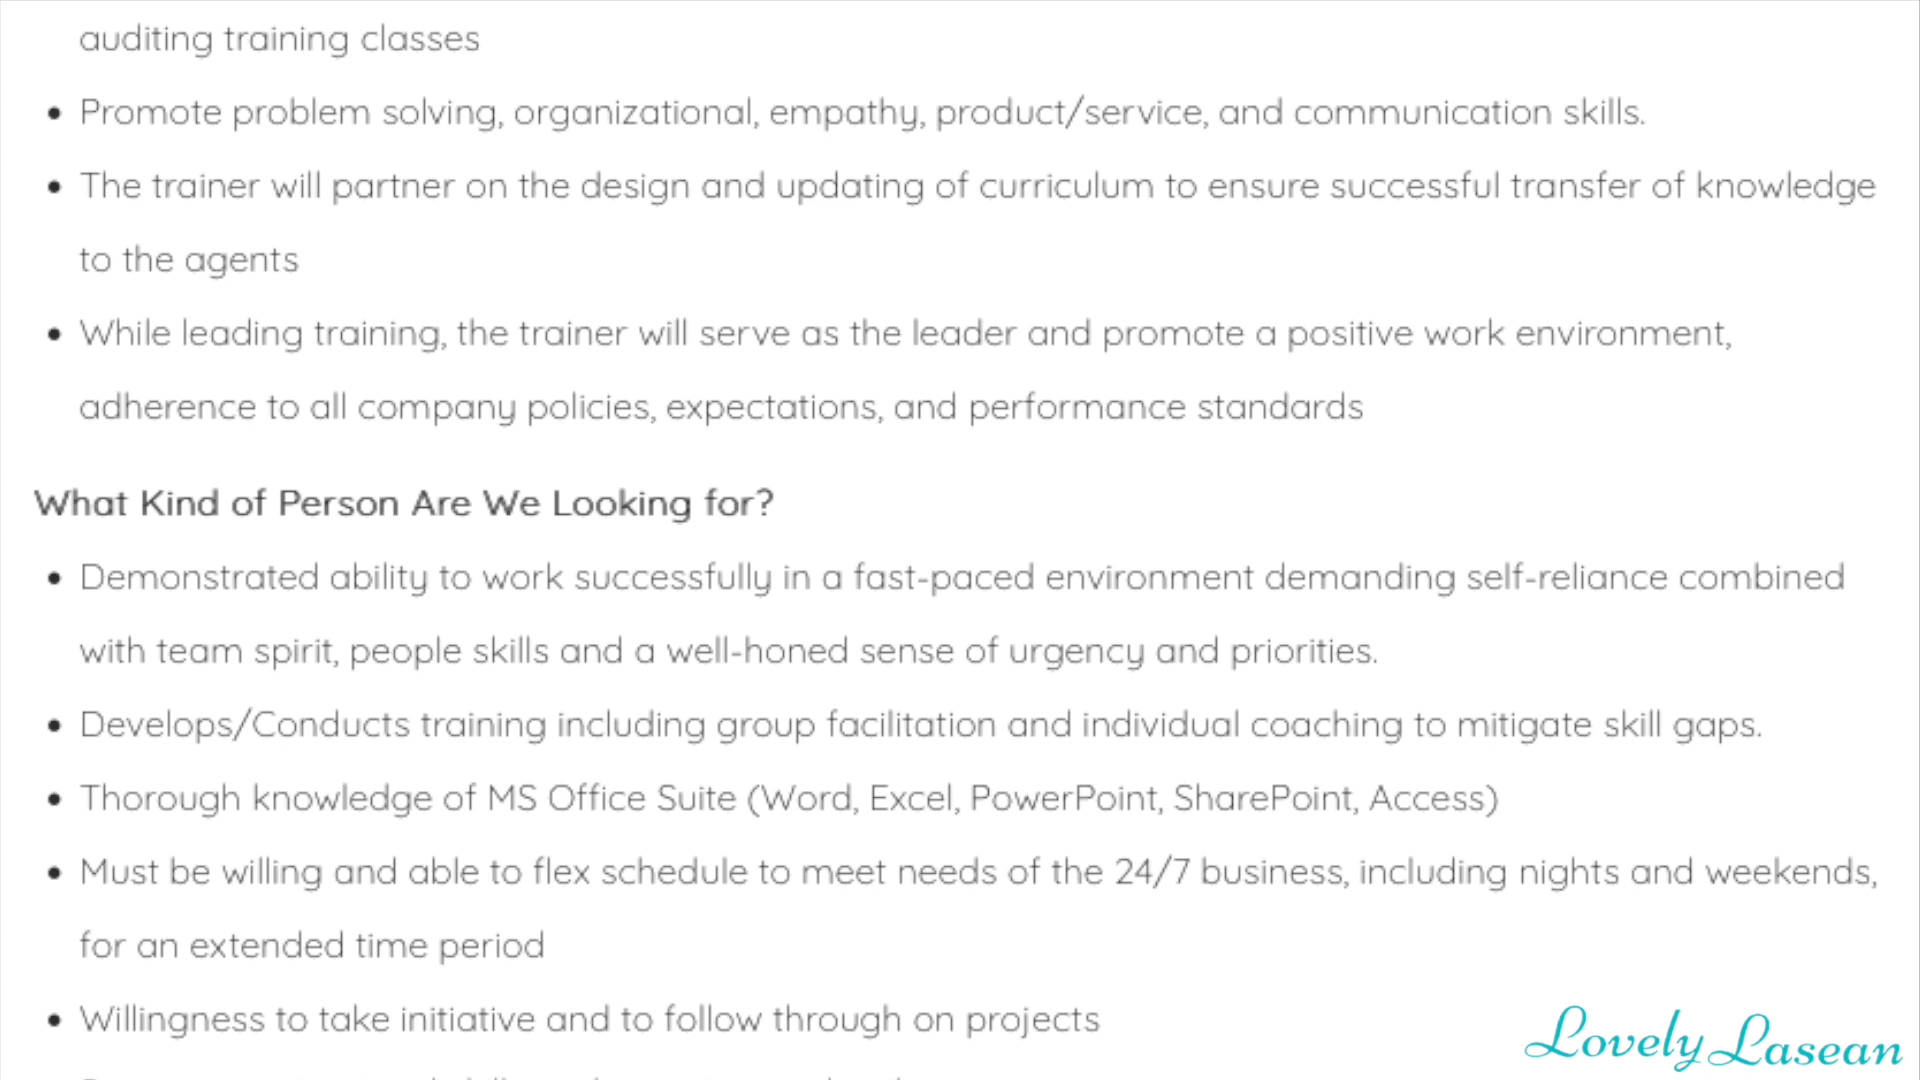 auditing training classes
• Promote problem solving, organizational, empathy, product/service, and communication skills.
• The trainer will partner on the design and updating of curriculum to ensure successful transfer of knowledge
to the agents
• While leading training, the trainer will serve as the leader and promote a positive work environment,
adherence to all company policies, expectations, and performance standards
What Kind of Person Are We Looking for?
• Demonstrated ability to work successfully in a fast-paced environment demanding self-reliance combined
with team spirit, people skills and a well-honed sense of urgency and priorities.
• Develops/Conducts training including group facilitation and individual coaching to mitigate skill gaps.
• Thorough knowledge of MS Office Suite (Word, Excel, PowerPoint, SharePoint, Access)
• Must be willing and able to flex schedule to meet needs of the 24/7 business, including nights and weekends,
for an extended time period
• Willingness to take initiative and to follow through on projects
Lovely Lasean